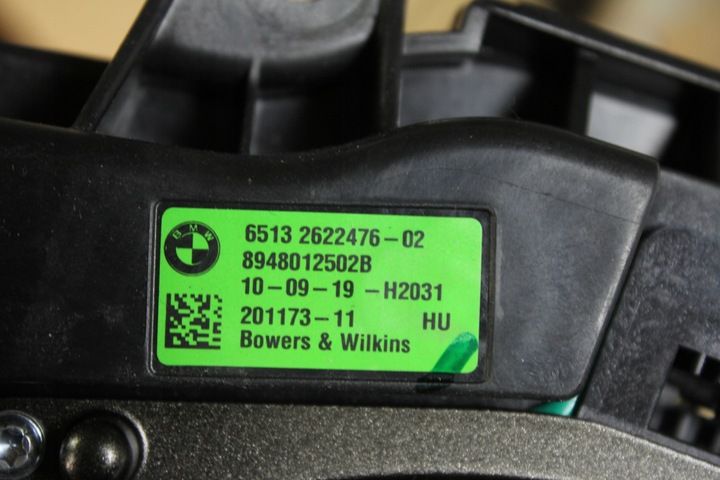 BMW
6513 2622476-02
8948012502B
10-09-19 -H2031
201173-11 HU
Bowers & Wilkins